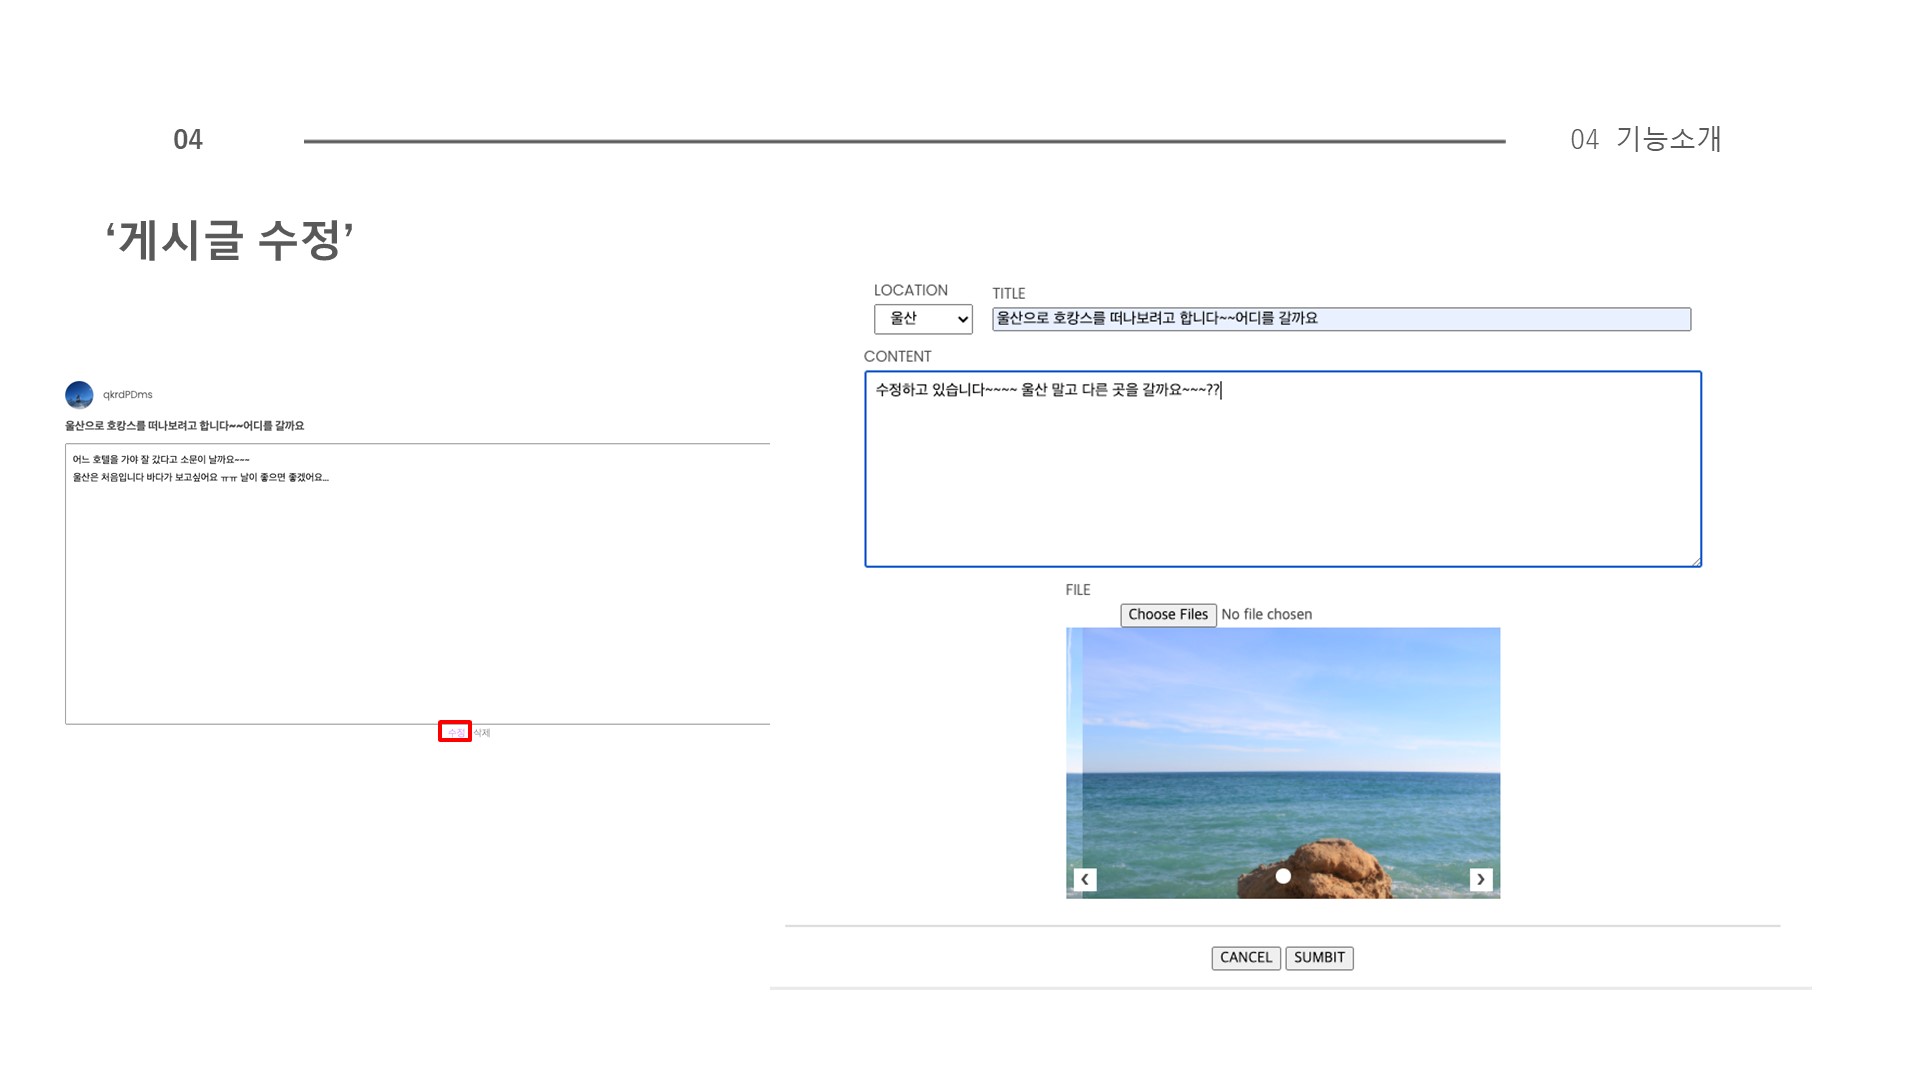 04
04 기능소개
‘게시글 수정’
qkrdPDms
울산으로 호캉스를 떠나보려고 합니다~~어디를 갈까요
어느 호텔을 가야 잘 갔다고 소문이 날까요~~~
울산은 처음입니다 바다가 보고싶어요 ㅠㅠ 날이 좋으면 좋겠어요...
수정 삭제
LOCATION
TITLE
울산
울산으로 호캉스를 떠나보려고 합니다~~어디를 갈까요
CONTENT
수정하고 있습니다~~~~ 울산 말고 다른 곳을 갈까요~~~??
FILE
Choose Files No file chosen
❮ ❯
CANCEL SUMBIT